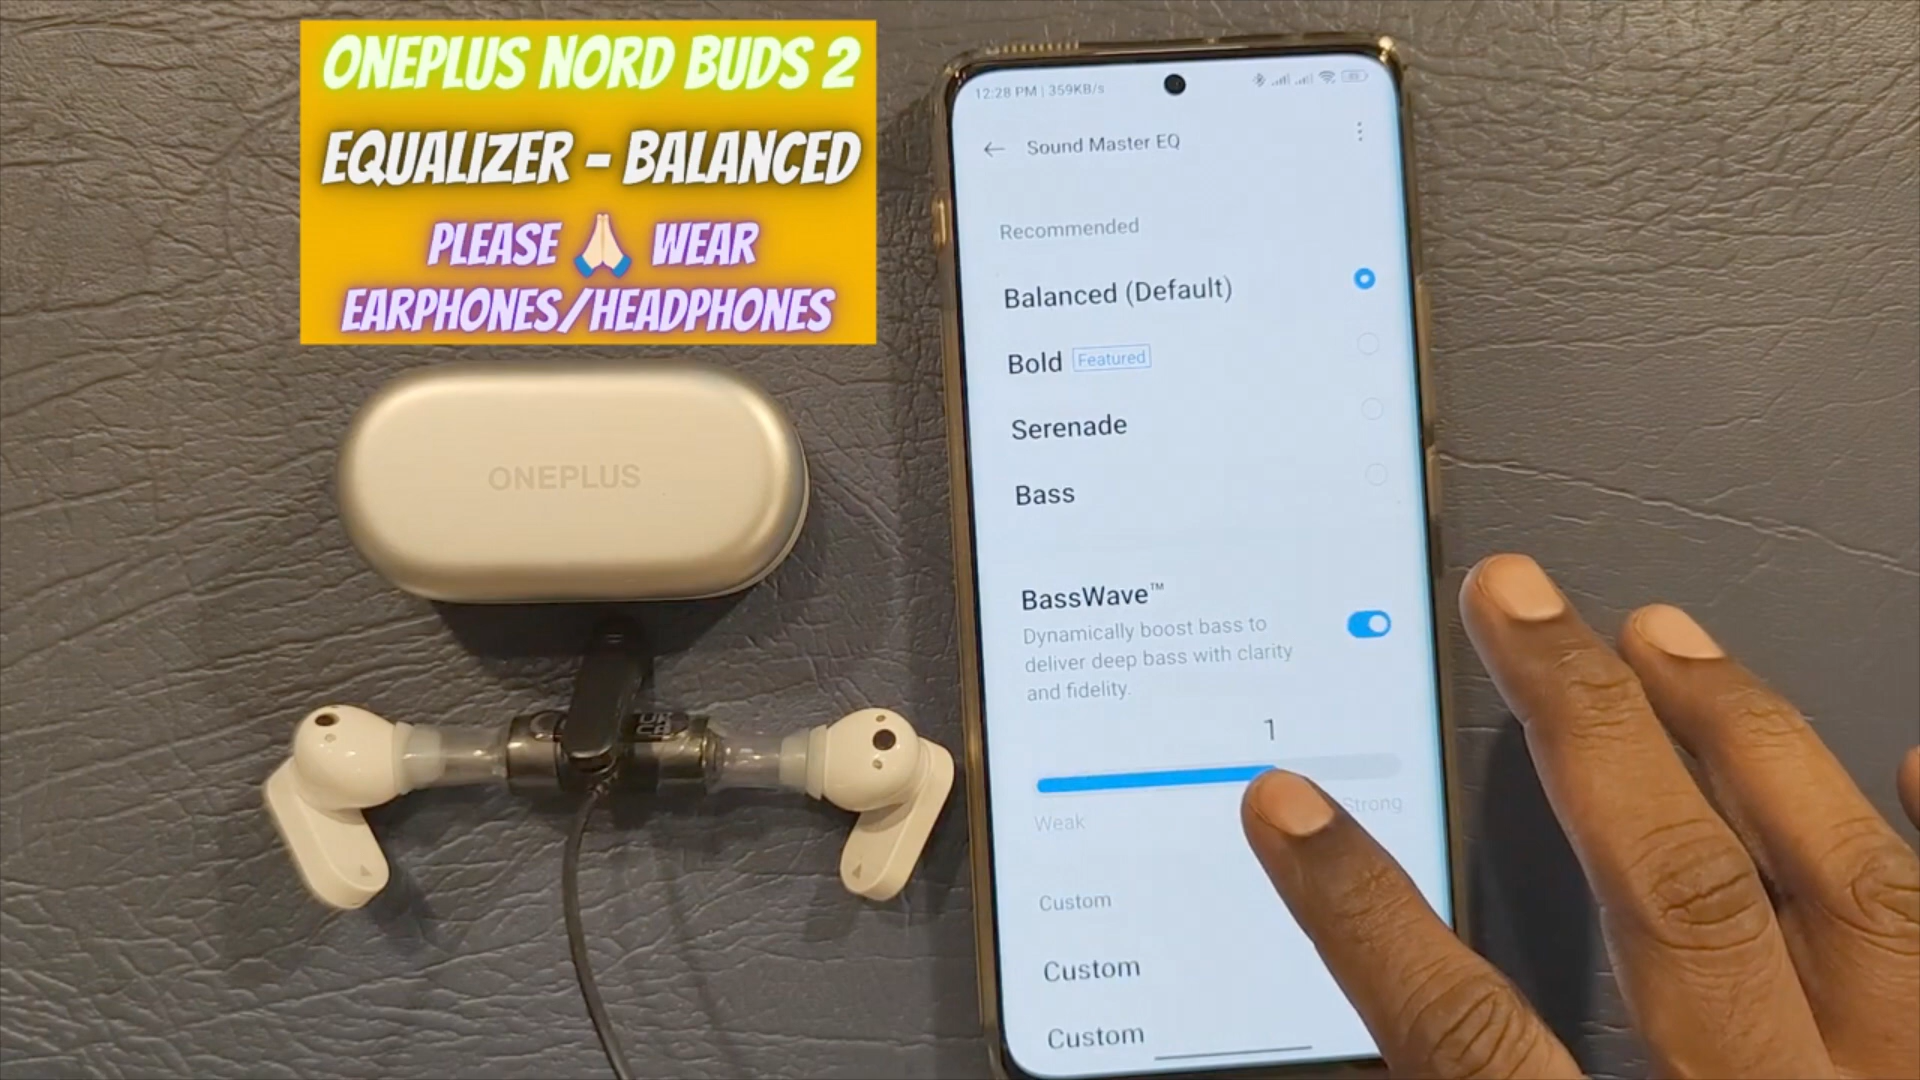 ONEPLUS NORD BUDS 2
EQUALIZER - BALANCED
PLEASE 🙏🏻 WEAR
EARPHONES/HEADPHONES
ONEPLUS
12:28 PM | 359KB/s
Sound Master EQ
Recommended
Balanced (Default)
Bold Featured
Serenade
Bass
BassWave™
Dynamically boost bass to
deliver deep bass with clarity
and fidelity.
1
Weak Strong
Custom
Custom
Custom